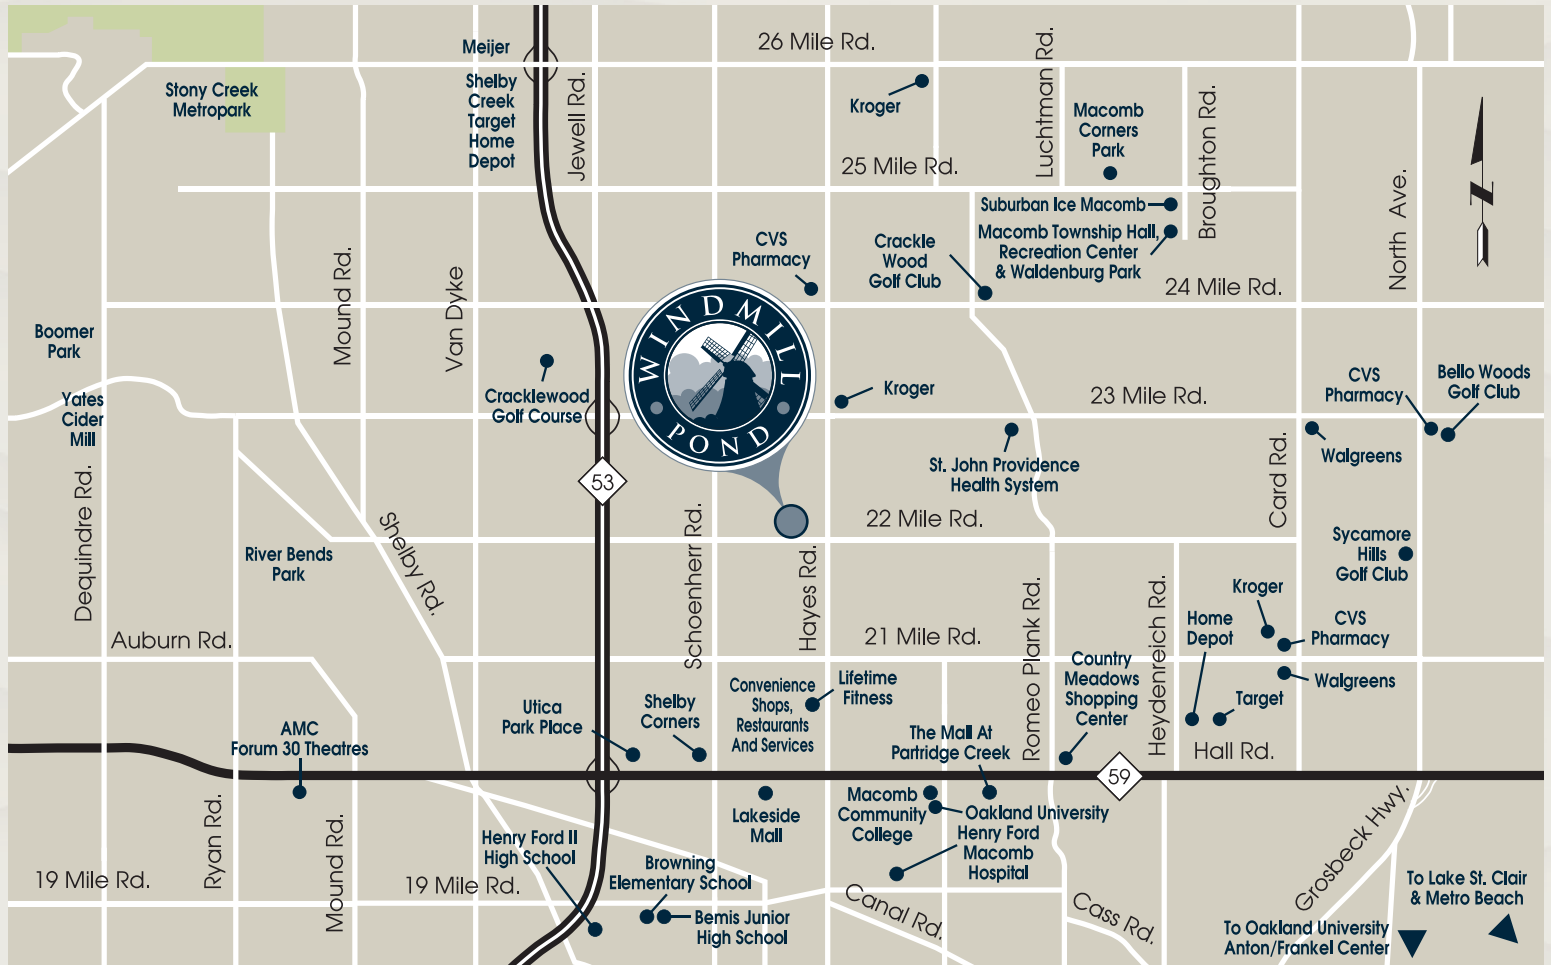 26 Mile Rd.
Meijer
Shelby
Creek
Target
Home
Depot
Jewell Rd.
Stony Creek
Metropark
Kroger
Luchtman Rd.
Macomb
Corners
Park
Broughton Rd.
25 Mile Rd.
North Ave.
N
Suburban Ice Macomb
Macomb Township Hall,
Recreation Center
& Waldenburg Park
CVS
Pharmacy
Crackle
Wood
Golf Club
24 Mile Rd.
Mound Rd.
Van Dyke
Boomer
Park
WINDMILL
POND
Cracklewood
Golf Course
Kroger
23 Mile Rd.
CVS
Pharmacy
Bello Woods
Golf Club
Yates
Cider
Mill
Walgreens
St. John Providence
Health System
Card Rd.
53
Dequindre Rd.
22 Mile Rd.
Shelby Rd.
Schoenherr Rd.
Hayes Rd.
River Bends
Park
Sycamore
Hills
Golf Club
Romeo Plank Rd.
Heydenreich Rd.
Kroger
Home
Depot
CVS
Pharmacy
Auburn Rd.
21 Mile Rd.
Country
Meadows
Shopping
Center
Walgreens
Target
Lifetime
Fitness
Convenience
Shops,
Restaurants
And Services
Utica
Park Place
Shelby
Corners
AMC
Forum 30 Theatres
The Mall At
Partridge Creek
Hall Rd.
59
Lakeside
Mall
Macomb
Community
College
Oakland University
Henry Ford
Macomb
Hospital
Ryan Rd.
Mound Rd.
Henry Ford II
High School
Browning
Elementary School
Grosbeck Hwy.
19 Mile Rd.
19 Mile Rd.
Bemis Junior
High School
Canal Rd.
Cass Rd.
To Lake St. Clair
& Metro Beach
To Oakland University
Anton/Frankel Center